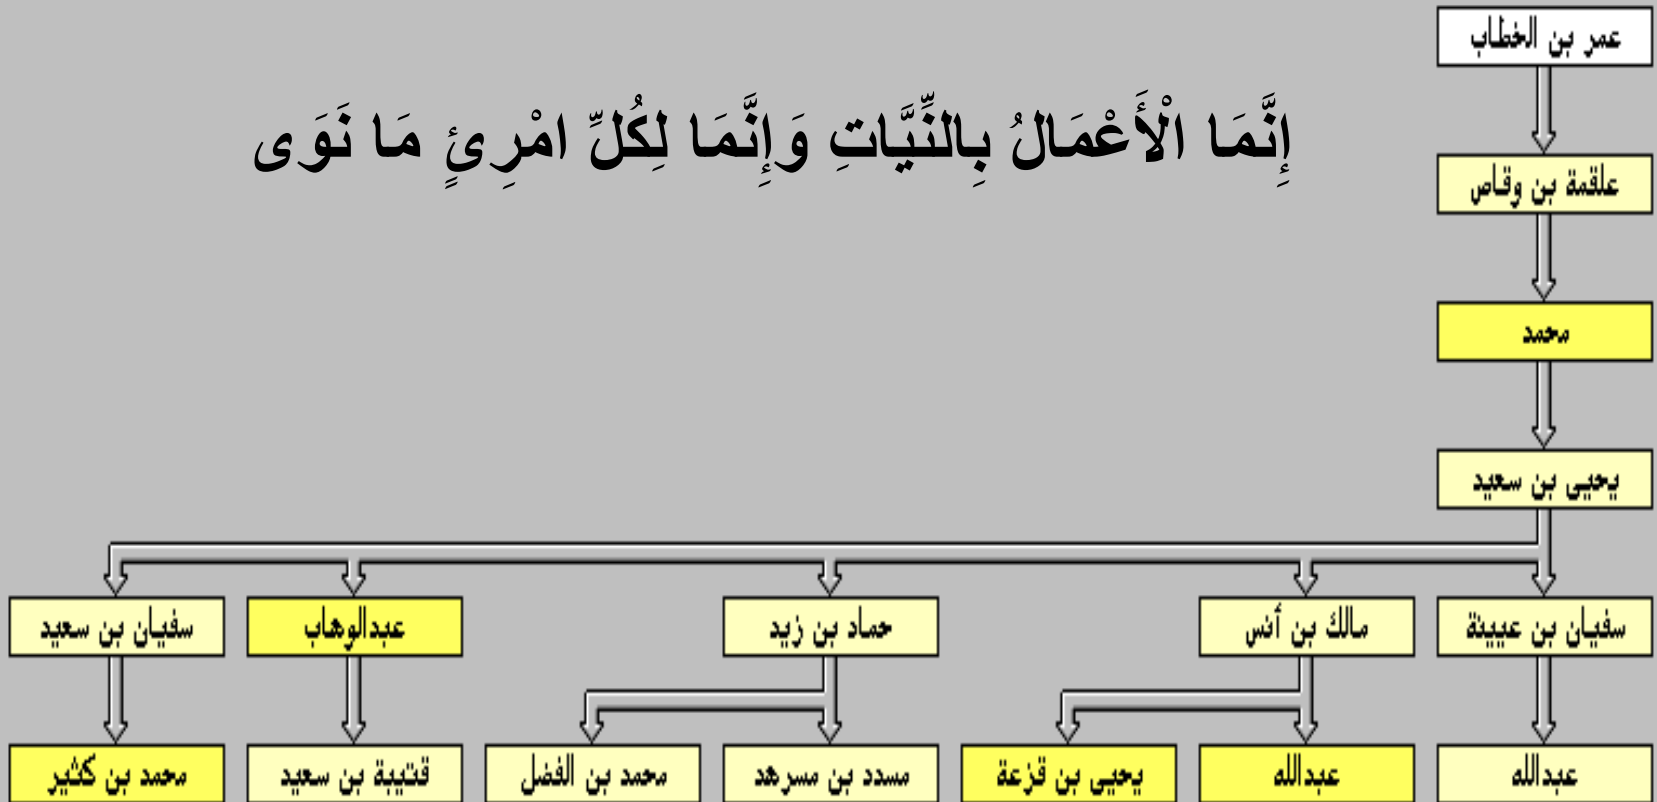 عمر بن الخطاب
إِنَّمَا الْأَعْمَالُ بِالنِّيَّاتِ وَإِنَّمَا لِكُلِّ امْرِئٍ مَا نَوَى
علقمة بن وقاص
محمد
يحيى بن سعيد
سفيان بن عيينة
مالك بن أنس
حماد بن زيد
عبدالوهاب
سفيان بن سعيد
عبدالله
عبدالله
يحيى بن قزعة
مسدد بن مسرهد
محمد بن الفضل
قتيبة بن سعيد
محمد بن كثير